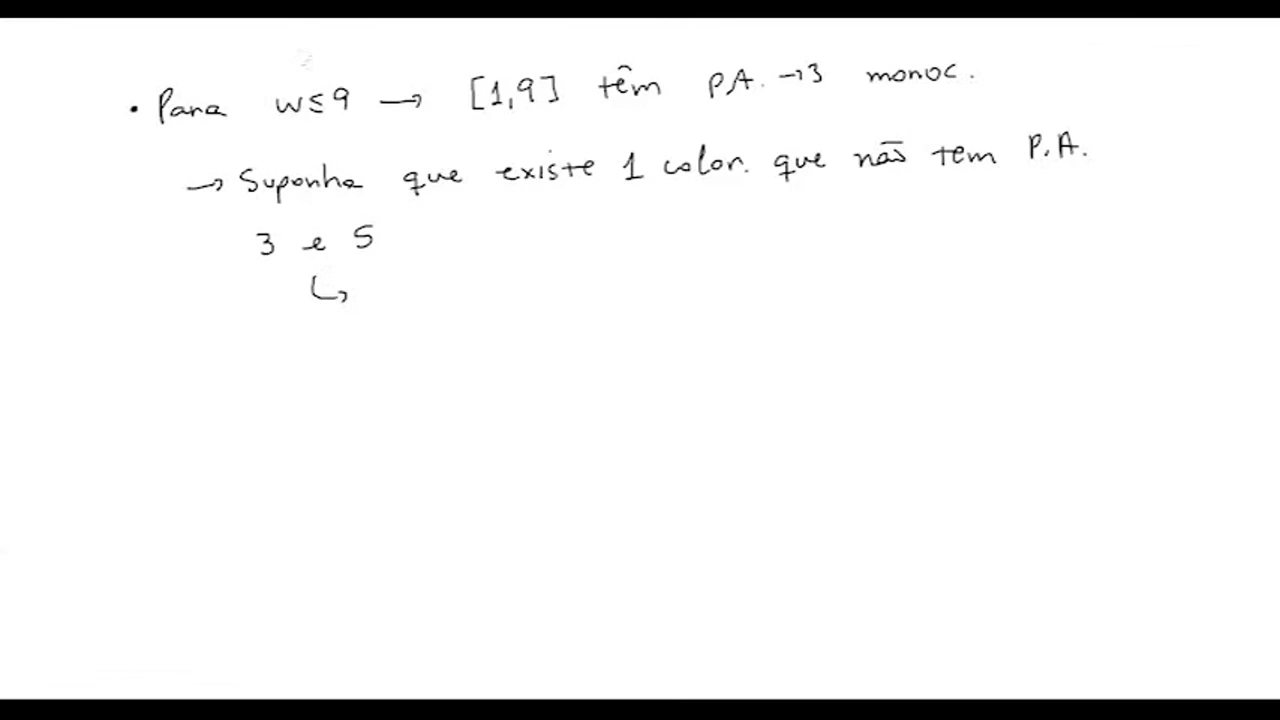 • Para w≤9 → [1,9] têm P.A. →3 monoc.
→ Suponha que existe 1 color. que não tem P.A.
3 e 5
↳